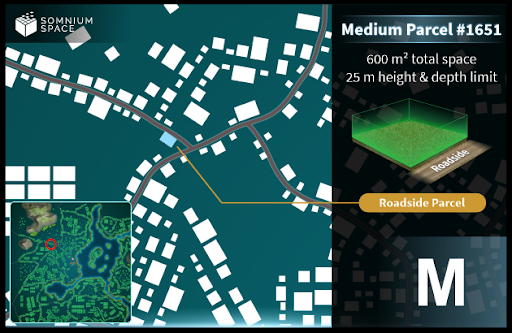 SOMNIUM
SPACE
Medium Parcel #1651
600 m² total space
25 m height & depth limit
Roadside
Roadside Parcel
M